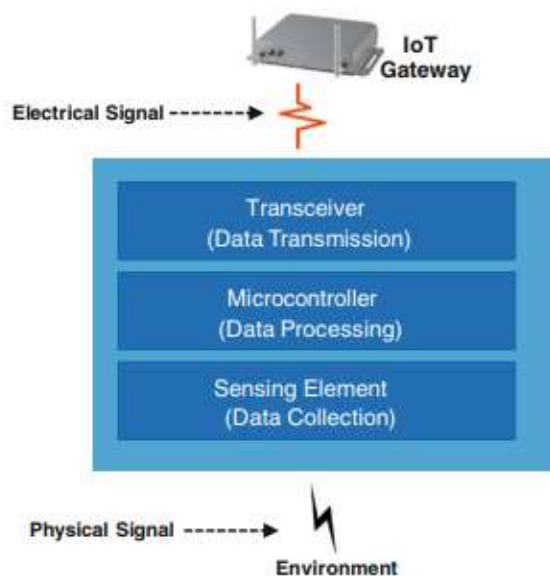 IoT
Gateway
Electrical Signal
Transceiver
(Data Transmission)
Microcontroller
(Data Processing)
Sensing Element
(Data Collection)
Physical Signal
Environment